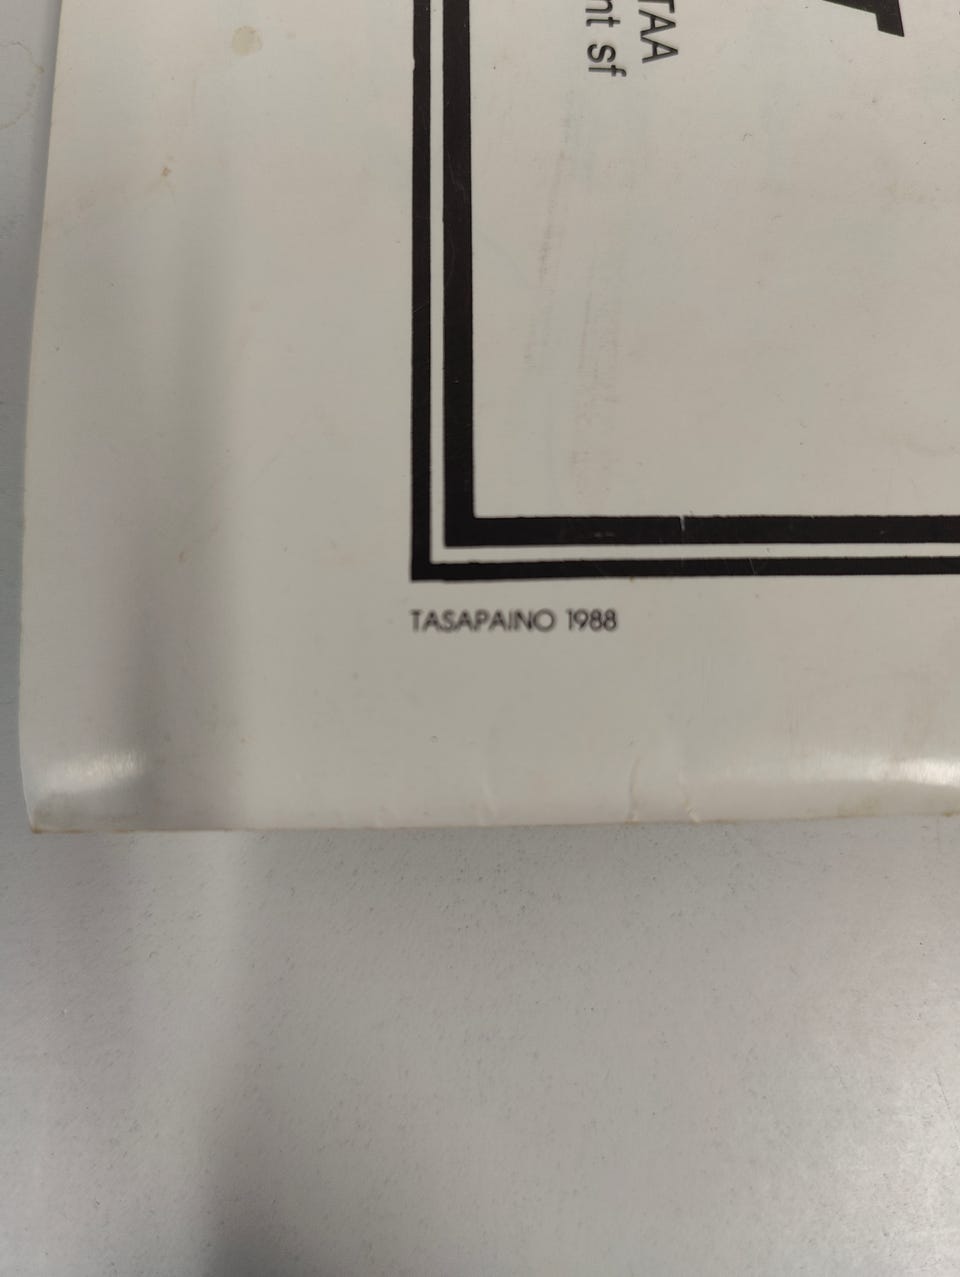 TAA
nt sf
TASAPAINO 1988